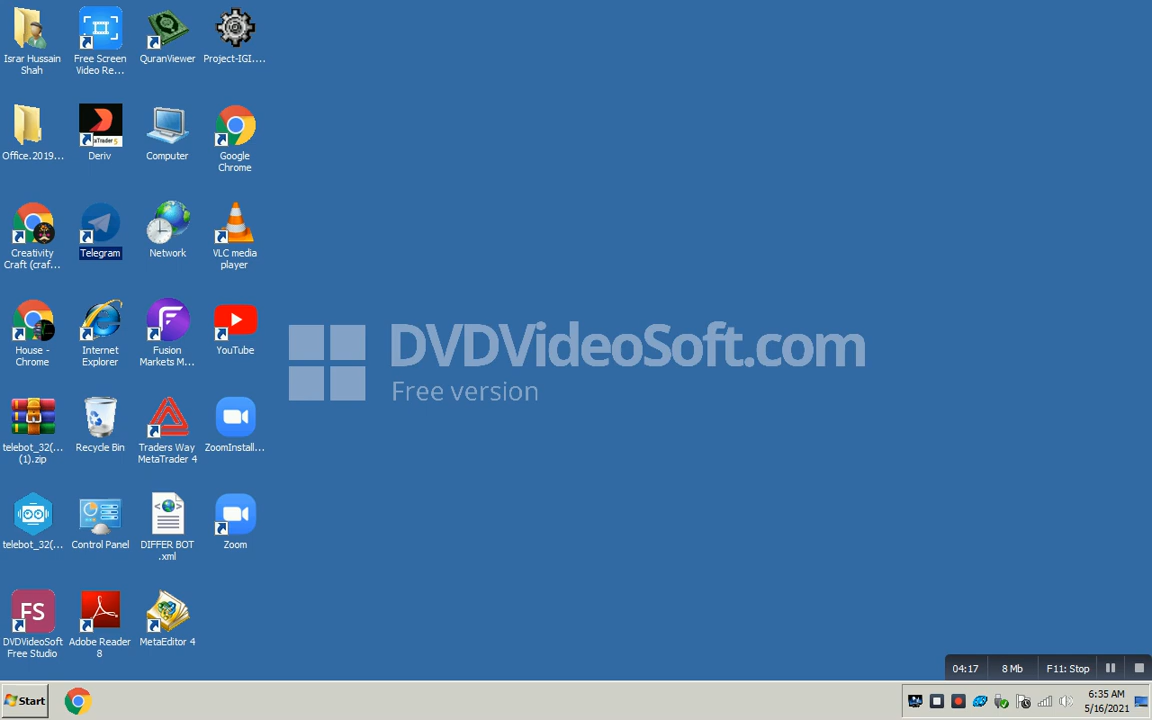 Israr Hussain
Shah
Free Screen
Video Re...
QuranViewer
Project-IGI....
Office.2019...
xTrader 5
Deriv
Computer
Google
Chrome
Creativity
Craft (craf...
Telegram
Network
VLC media
player
House -
Chrome
Internet
Explorer
Fusion
Markets M...
YouTube
DVDVideoSoft.com
Free version
telebot_32(...
(1).zip
Recycle Bin
Traders Way
MetaTrader 4
ZoomInstall...
telebot_32(...
Control Panel
DIFFER BOT
.xml
Zoom
FS
DVDVideoSoft
Free Studio
Adobe Reader
8
MetaEditor 4
04:17
8 Mb
F11: Stop
Start
6:35 AM
5/16/2021